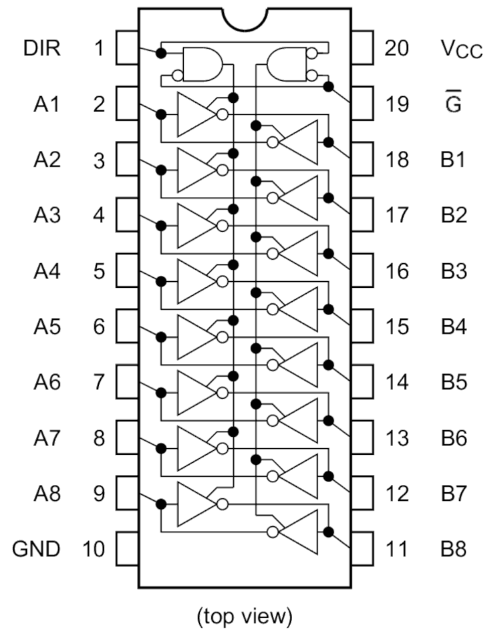 DIR 1 20 VCC
A1 2 19 G̅
A2 3 18 B1
A3 4 17 B2
A4 5 16 B3
A5 6 15 B4
A6 7 14 B5
A7 8 13 B6
A8 9 12 B7
GND 10 11 B8
(top view)